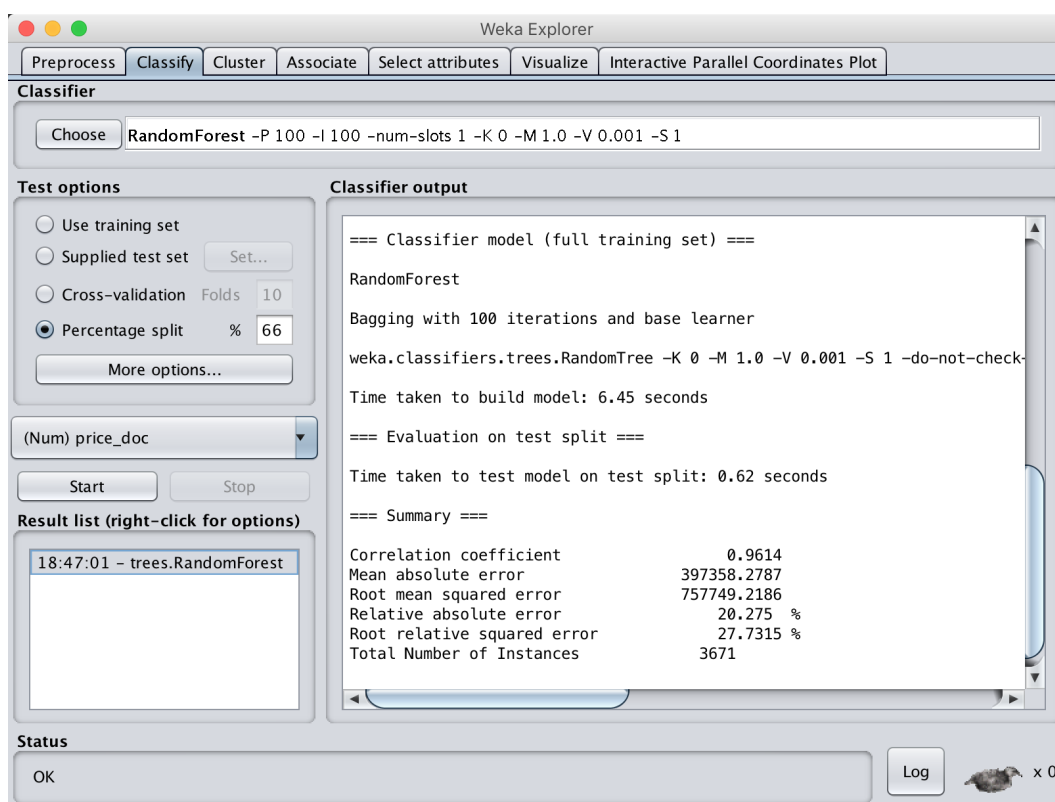 Weka Explorer
Preprocess Classify Cluster Associate Select attributes Visualize Interactive Parallel Coordinates Plot
Classifier
Choose RandomForest -P 100 -I 100 -num-slots 1 -K 0 -M 1.0 -V 0.001 -S 1
Test options
Use training set
Supplied test set Set...
Cross-validation Folds 10
Percentage split % 66
More options...
(Num) price_doc
Start Stop
Result list (right-click for options)
18:47:01 - trees.RandomForest
Classifier output
=== Classifier model (full training set) ===
RandomForest
Bagging with 100 iterations and base learner
weka.classifiers.trees.RandomTree -K 0 -M 1.0 -V 0.001 -S 1 -do-not-check-
Time taken to build model: 6.45 seconds
=== Evaluation on test split ===
Time taken to test model on test split: 0.62 seconds
=== Summary ===
Correlation coefficient 0.9614
Mean absolute error 397358.2787
Root mean squared error 757749.2186
Relative absolute error 20.275 %
Root relative squared error 27.7315 %
Total Number of Instances 3671
Status
OK
Log x 0